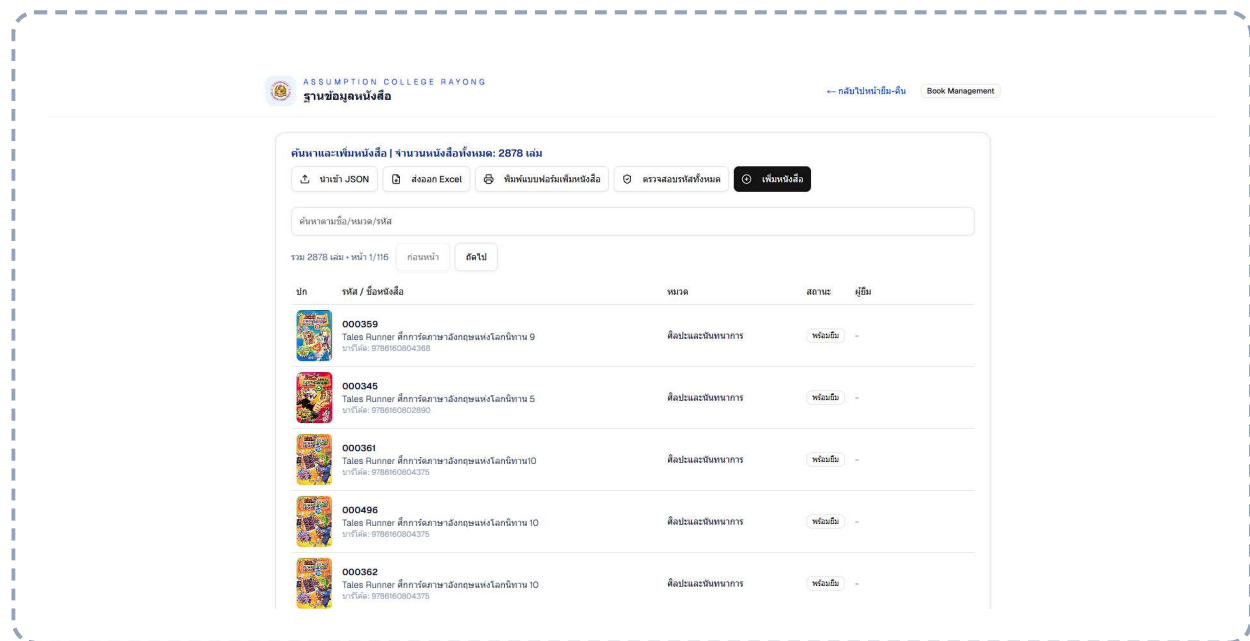 ASSUMPTION COLLEGE RAYONG
ฐานข้อมูลหนังสือ
← กลับไปหน้ายืม-คืน
Book Management
ค้นหาและเพิ่มหนังสือ | จำนวนหนังสือทั้งหมด: 2878 เล่ม
นำเข้า JSON
ส่งออก Excel
พิมพ์แบบฟอร์มเพิ่มหนังสือ
ตรวจสอบรหัสทั้งหมด
เพิ่มหนังสือ
ค้นหาตามชื่อ/หมวด/รหัส
รวม 2878 เล่ม • หน้า 1/116
ก่อนหน้า
ถัดไป
ปก รหัส / ชื่อหนังสือ หมวด สถานะ ผู้ยืม
000359
Tales Runner ศึกการ์ดภาษาอังกฤษแห่งโลกนิทาน 9 ศิลปะและนันทนาการ พร้อมยืม -
บาร์โค้ด: 9786160804368
000345
Tales Runner ศึกการ์ดภาษาอังกฤษแห่งโลกนิทาน 5 ศิลปะและนันทนาการ พร้อมยืม -
บาร์โค้ด: 9786160802890
000361
Tales Runner ศึกการ์ดภาษาอังกฤษแห่งโลกนิทาน10 ศิลปะและนันทนาการ พร้อมยืม -
บาร์โค้ด: 9786160804375
000496
Tales Runner ศึกการ์ดภาษาอังกฤษแห่งโลกนิทาน 10 ศิลปะและนันทนาการ พร้อมยืม -
บาร์โค้ด: 9786160804375
000362
Tales Runner ศึกการ์ดภาษาอังกฤษแห่งโลกนิทาน 10 ศิลปะและนันทนาการ พร้อมยืม -
บาร์โค้ด: 9786160804375